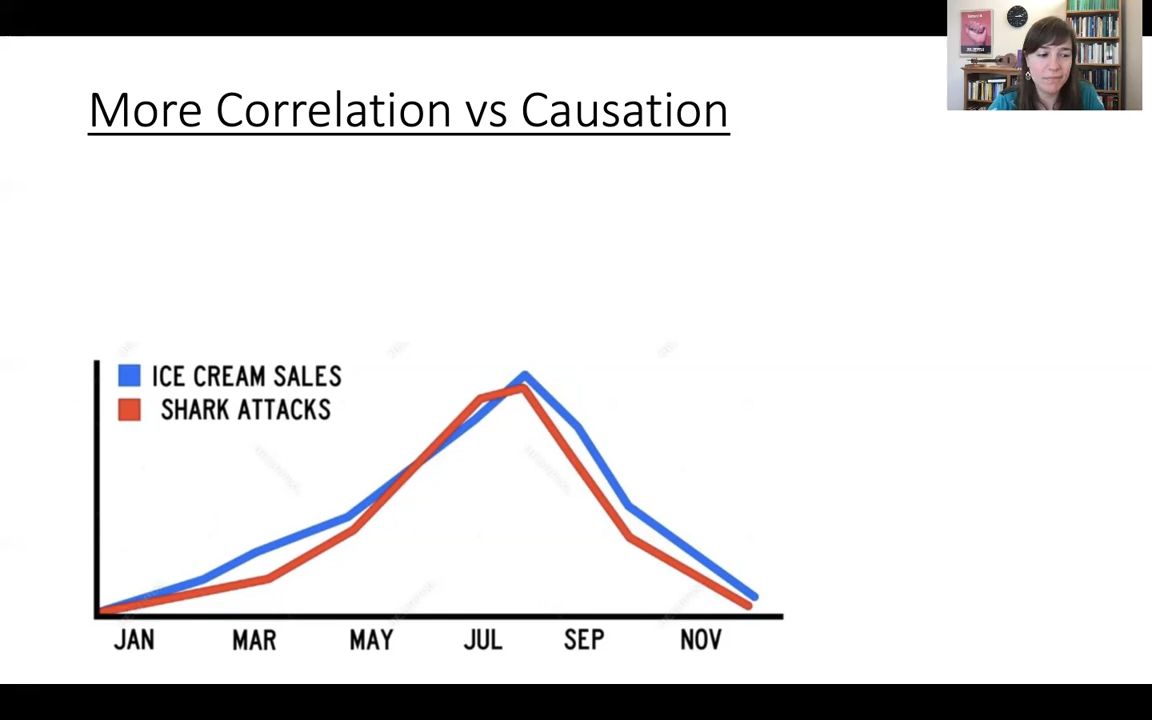 More Correlation vs Causation
ICE CREAM SALES
SHARK ATTACKS
JAN MAR MAY JUL SEP NOV